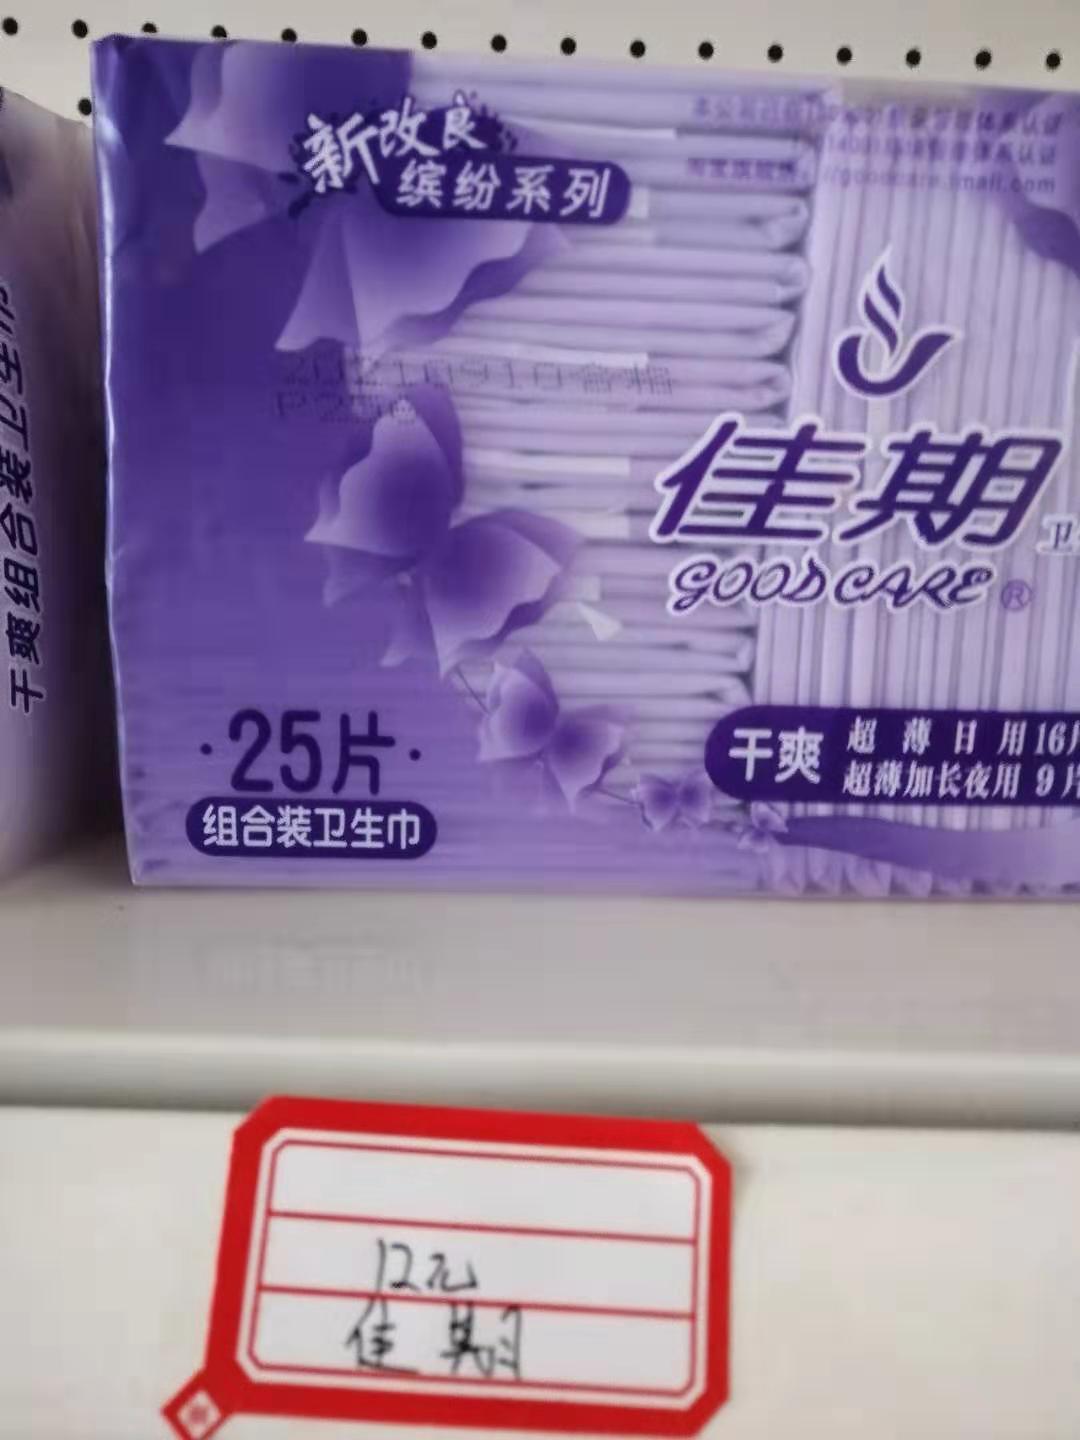 新改良
缤纷系列
佳期
GOOD CARE®
卫
·25片·
组合装卫生巾
干爽
超薄日用16片
超薄加长夜用 9片
干爽组合装卫生巾
12元
佳期